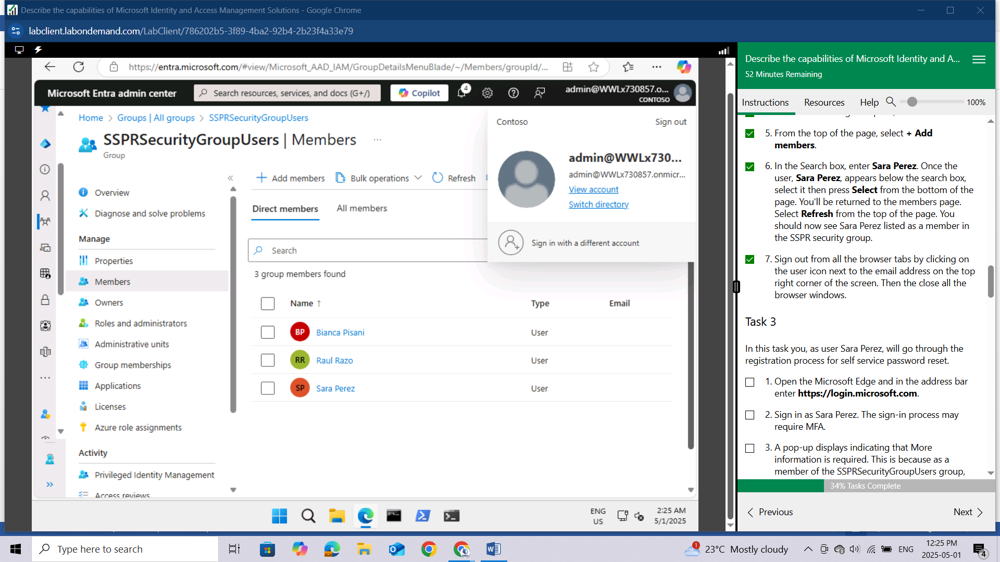 Describe the capabilities of Microsoft Identity and Access Management Solutions - Google Chrome
labclient.labondemand.com/LabClient/786202b5-3f89-4ba2-92b4-2b23f4a33e79
https://entra.microsoft.com/#view/Microsoft_AAD_IAM/GroupDetailsMenuBlade/~/Members/groupId/...
Microsoft Entra admin center
Search resources, services, and docs (G+/)
Copilot
4
admin@WWLx730857.o...
CONTOSO
Home > Groups | All groups > SSPRSecurityGroupUsers
SSPRSecurityGroupUsers | Members ...
Group
Overview
Diagnose and solve problems
Manage
Properties
Members
Owners
Roles and administrators
Administrative units
Group memberships
Applications
Licenses
Azure role assignments
Activity
Privileged Identity Management
Access reviews
Add members
Bulk operations
Refresh
Direct members
All members
Search
3 group members found
Name ↑ Type Email
BP Bianca Pisani User
RR Raul Razo User
SP Sara Perez User
Contoso
Sign out
admin@WWLx730...
admin@WWLx730857.onmicr...
View account
Switch directory
Sign in with a different account
ENG
US
2:25 AM
5/1/2025
Describe the capabilities of Microsoft Identity and A...
52 Minutes Remaining
Instructions
Resources
Help
100%
5. From the top of the page, select + Add
members.
6. In the Search box, enter Sara Perez. Once the
user, Sara Perez, appears below the search box,
select it then press Select from the bottom of the
page. You'll be returned to the members page.
Select Refresh from the top of the page. You
should now see Sara Perez listed as a member in
the SSPR security group.
7. Sign out from all the browser tabs by clicking on
the user icon next to the email address on the top
right corner of the screen. Then the close all the
browser windows.
Task 3
In this task you, as user Sara Perez, will go through the
registration process for self service password reset.
1. Open the Microsoft Edge and in the address bar
enter https://login.microsoft.com.
2. Sign in as Sara Perez. The sign-in process may
require MFA.
3. A pop-up displays indicating that More
information is required. This is because as a
member of the SSPRSecurityGroupUsers group,
34% Tasks Complete
Previous
Next
Type here to search
1
23°C Mostly cloudy
ENG
12:25 PM
2025-05-01
4